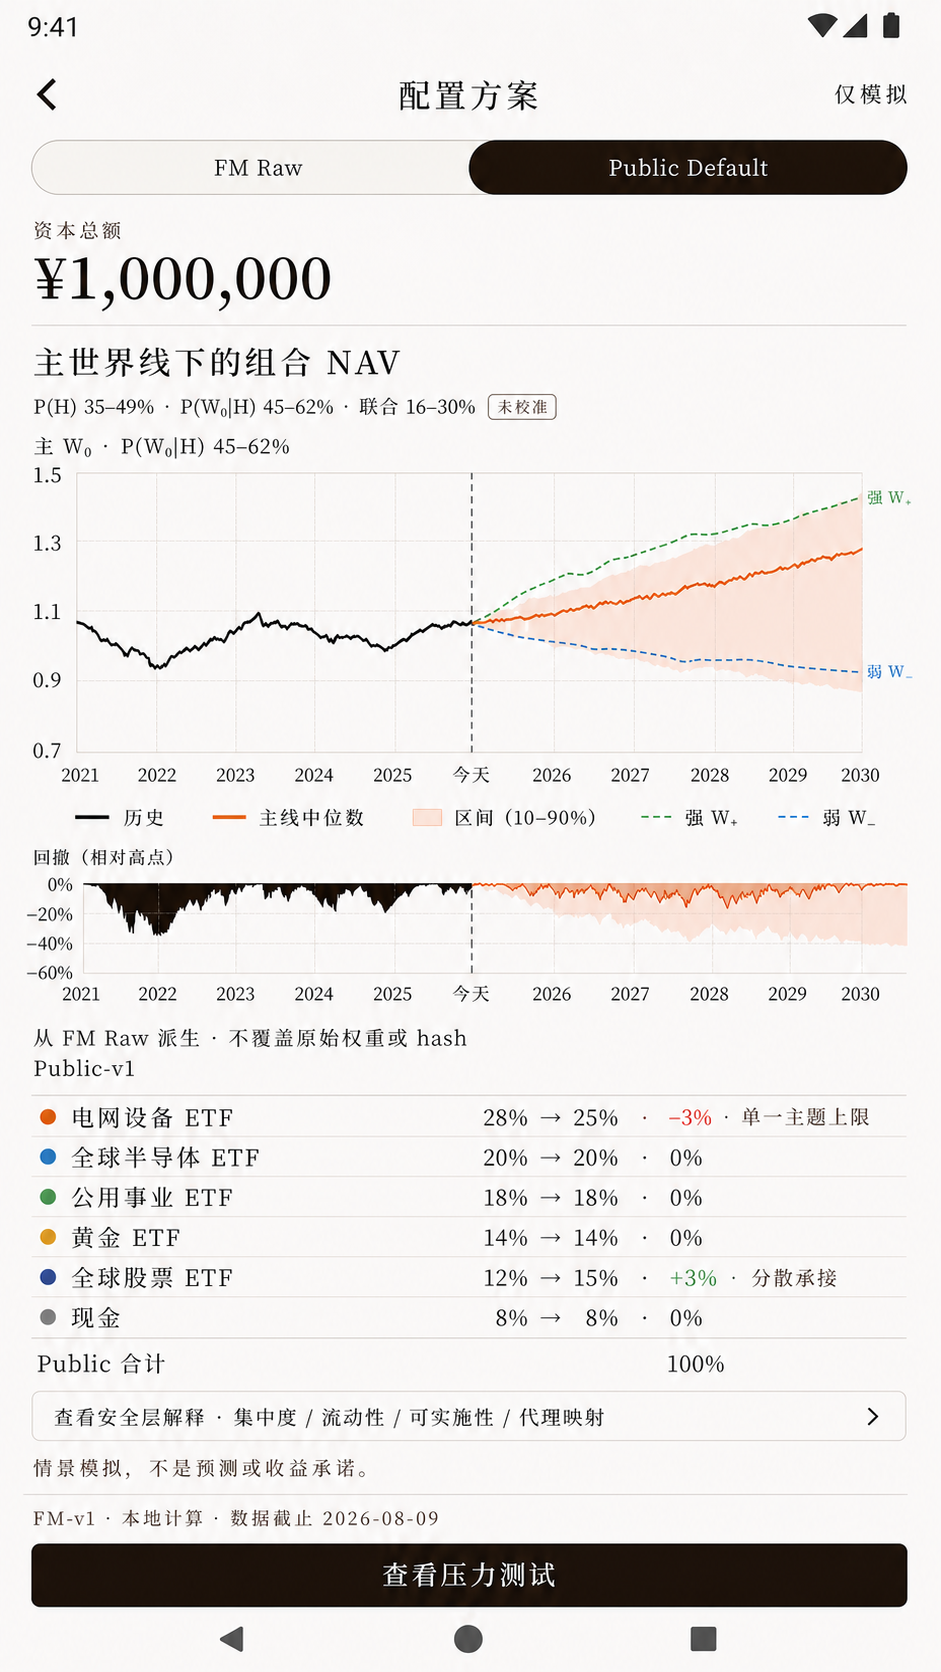 9:41
配置方案
仅模拟
FM Raw
Public Default
资本总额
¥1,000,000
主世界线下的组合 NAV
P(H) 35–49% · P(W₀|H) 45–62% · 联合 16–30% 未校准
主 W₀ · P(W₀|H) 45–62%
1.5
1.3
1.1
0.9
0.7
强 W₊
弱 W₋
2021 2022 2023 2024 2025 今天 2026 2027 2028 2029 2030
历史 主线中位数 区间 (10–90%) 强 W₊ 弱 W₋
回撤（相对高点）
0%
−20%
−40%
−60%
2021 2022 2023 2024 2025 今天 2026 2027 2028 2029 2030
从 FM Raw 派生 · 不覆盖原始权重或 hash
Public-v1
电网设备 ETF 28% → 25% · −3% · 单一主题上限
全球半导体 ETF 20% → 20% · 0%
公用事业 ETF 18% → 18% · 0%
黄金 ETF 14% → 14% · 0%
全球股票 ETF 12% → 15% · +3% · 分散承接
现金 8% → 8% · 0%
Public 合计 100%
查看安全层解释 · 集中度 / 流动性 / 可实施性 / 代理映射
情景模拟，不是预测或收益承诺。
FM-v1 · 本地计算 · 数据截止 2026-08-09
查看压力测试